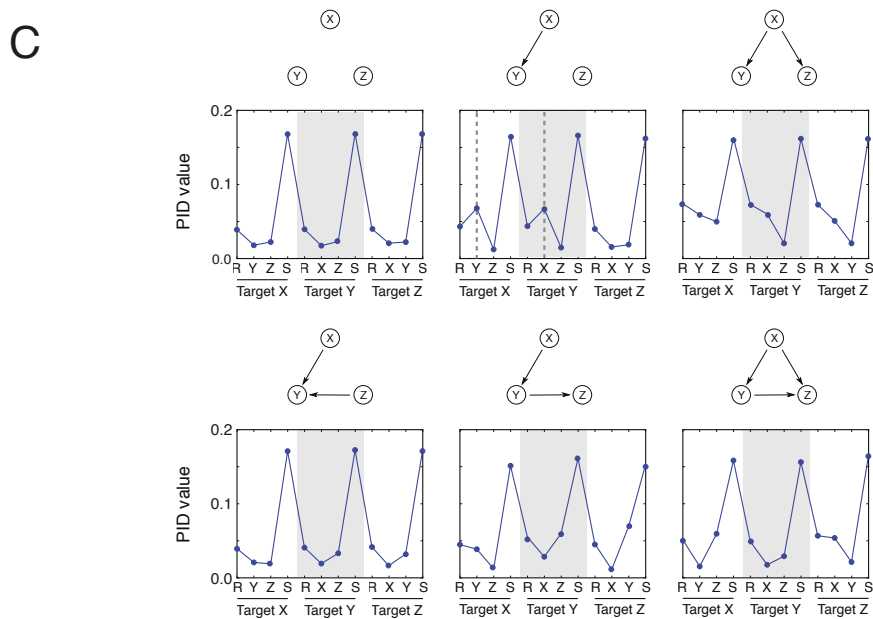 C
X X X
Y Z Y Z Y Z
0.2
0.1
0.0
PID value
R Y Z S R X Z S R X Y S
Target X Target Y Target Z
R Y Z S R X Z S R X Y S
Target X Target Y Target Z
R Y Z S R X Z S R X Y S
Target X Target Y Target Z
X X X
Y Z Y Z Y Z
0.2
0.1
0.0
PID value
R Y Z S R X Z S R X Y S
Target X Target Y Target Z
R Y Z S R X Z S R X Y S
Target X Target Y Target Z
R Y Z S R X Z S R X Y S
Target X Target Y Target Z